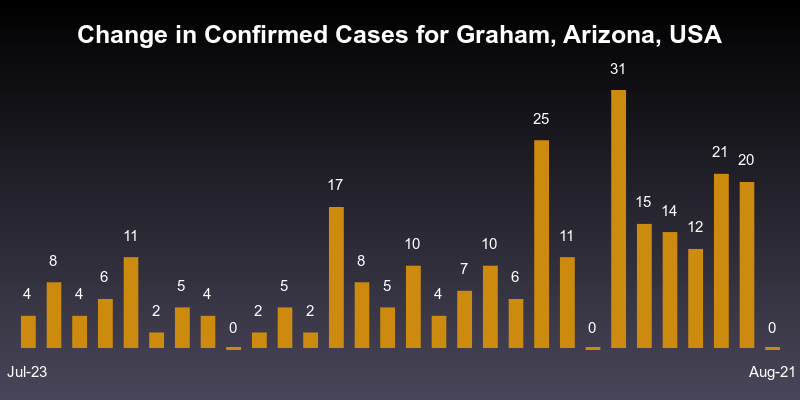 Change in Confirmed Cases for Graham, Arizona, USA
4 8 4 6 11 2 5 4 0 2 5 2 17 8 5 10 4 7 10 6 25 11 0 31 15 14 12 21 20 0
Jul-23 Aug-21